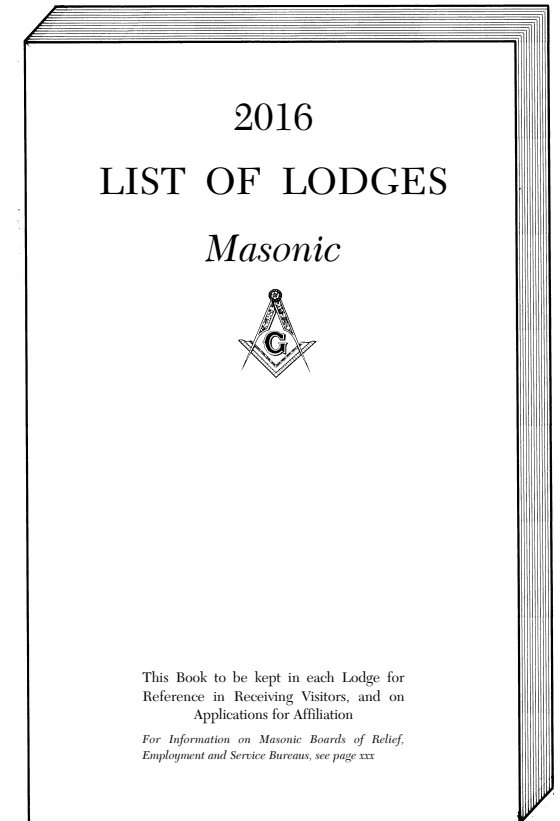 2016
LIST OF LODGES
Masonic
G
This Book to be kept in each Lodge for
Reference in Receiving Visitors, and on
Applications for Affiliation
For Information on Masonic Boards of Relief,
Employment and Service Bureaus, see page xxx